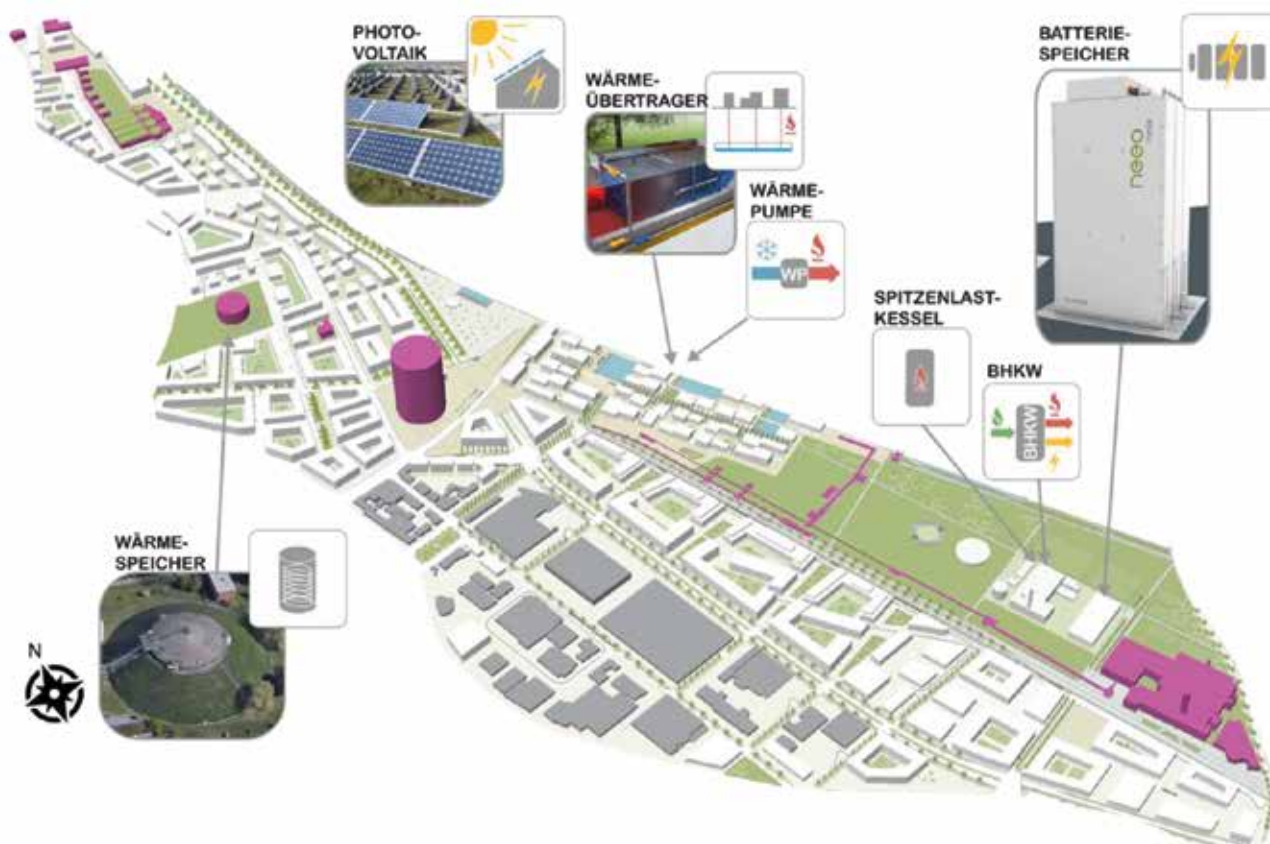 PHOTO-
VOLTAIK
WÄRME-
ÜBERTRAGER
WÄRME-
PUMPE
WP
BATTERIE-
SPEICHER
neeo
SPITZENLAST-
KESSEL
BHKW
BHKW
WÄRME-
SPEICHER
N